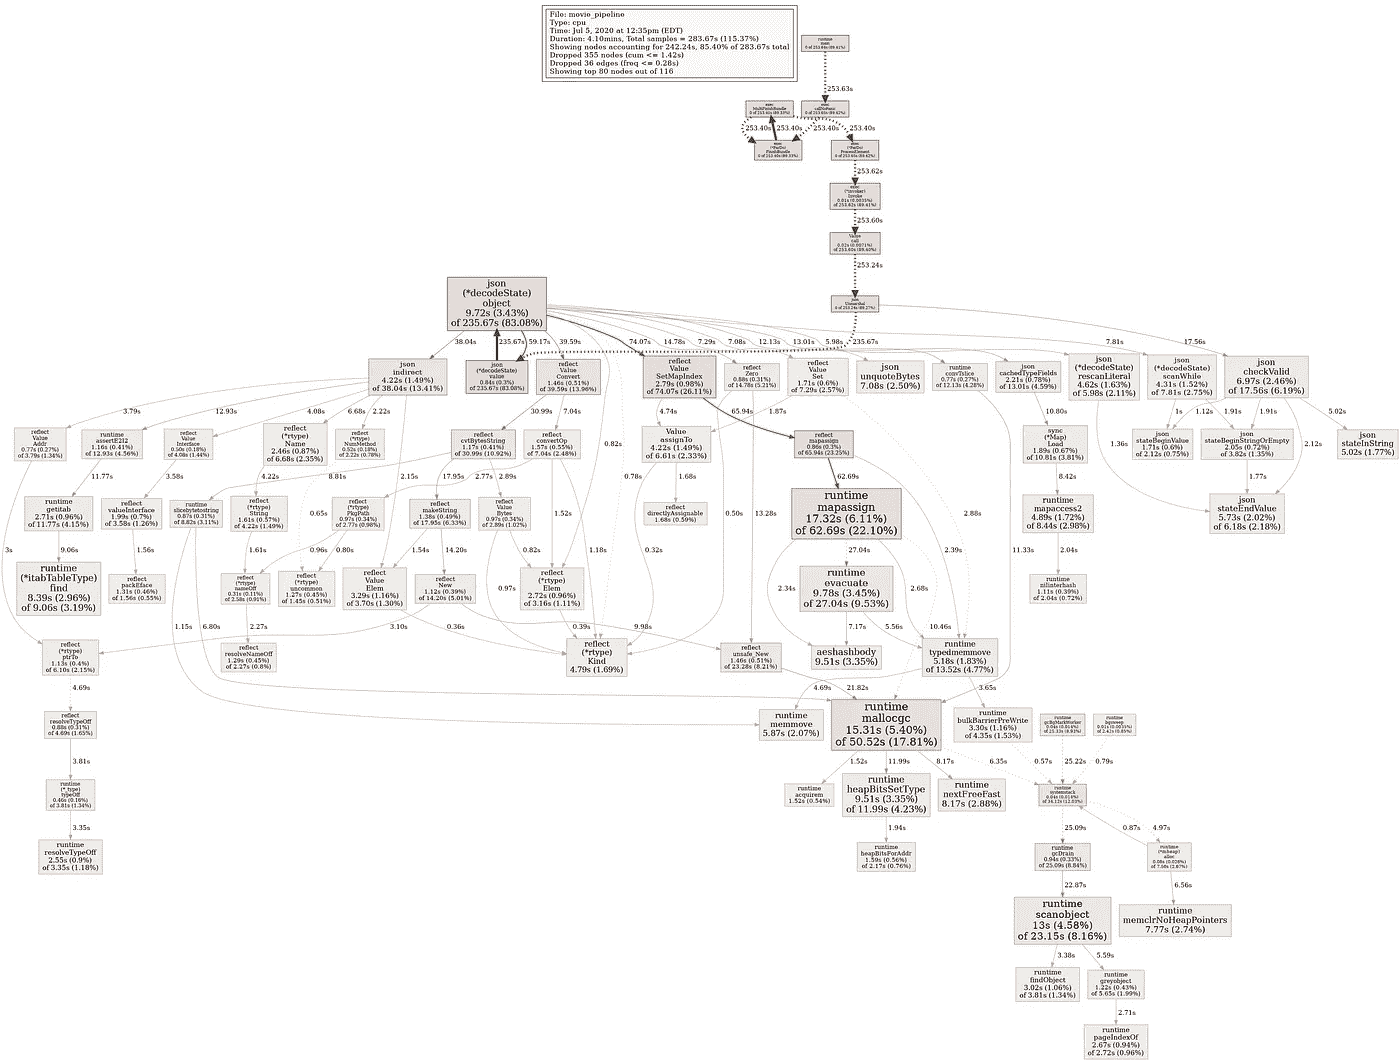 File: movie_pipeline
Type: cpu
Time: Jul 5, 2020 at 12:35pm (EDT)
Duration: 4.10mins, Total samples = 283.67s (115.37%)
Showing nodes accounting for 242.24s, 85.40% of 283.67s total
Dropped 355 nodes (cum <= 1.42s)
Dropped 36 edges (freq <= 0.28s)
Showing top 80 nodes out of 116
runtime
253.63s
exec
exec
253.40s
253.40s
253.40s
253.40s
exec
(*ParDo)
FinishBundle
exec
(*ParDo)
ProcessElement
253.62s
exec
(*invoker)
Invoke
253.60s
Value
call
253.24s
json
Unmarshal
json
(*decodeState)
object
9.72s (3.43%)
of 235.67s (83.08%)
38.04s
235.67s
59.17s
39.59s
74.07s
14.78s
7.29s
7.08s
12.13s
13.01s
5.98s
235.67s
7.81s
17.56s
json
indirect
4.22s (1.49%)
of 38.04s (13.41%)
json
(*decodeState)
value
0.84s (0.3%)
of 235.67s (83.08%)
reflect
Value
Convert
1.46s (0.51%)
of 39.59s (13.96%)
reflect
Value
SetMapIndex
2.79s (0.98%)
of 74.07s (26.11%)
reflect
Zero
0.88s (0.31%)
of 14.78s (5.21%)
reflect
Value
Set
1.71s (0.6%)
of 7.29s (2.57%)
json
unquoteBytes
7.08s (2.50%)
runtime
convTslice
0.77s (0.27%)
of 12.13s (4.28%)
json
cachedTypeFields
2.21s (0.78%)
of 13.01s (4.59%)
json
(*decodeState)
rescanLiteral
4.62s (1.63%)
of 5.98s (2.11%)
json
(*decodeState)
scanWhile
4.31s (1.52%)
of 7.81s (2.75%)
json
checkValid
6.97s (2.46%)
of 17.56s (6.19%)
3.79s
12.93s
4.08s
6.68s
2.22s
30.99s
7.04s
0.82s
4.74s
65.94s
1.87s
10.80s
1s
1.12s
1.91s
1.91s
5.02s
reflect
Value
Addr
0.77s (0.27%)
of 3.79s (1.34%)
runtime
assertE2I2
1.16s (0.41%)
of 12.93s (4.56%)
reflect
Value
Interface
0.50s (0.18%)
of 4.08s (1.44%)
reflect
(*rtype)
Name
2.46s (0.87%)
of 6.68s (2.35%)
reflect
(*rtype)
NumMethod
0.52s (0.18%)
of 2.22s (0.78%)
reflect
cvtBytesString
1.17s (0.41%)
of 30.99s (10.92%)
reflect
convertOp
1.57s (0.55%)
of 7.04s (2.48%)
Value
assignTo
4.22s (1.49%)
of 6.61s (2.33%)
reflect
mapassign
0.86s (0.3%)
of 65.94s (23.25%)
sync
(*Map)
Load
1.89s (0.67%)
of 10.81s (3.81%)
json
stateBeginValue
of 2.12s (0.75%)
json
stateBeginStringOrEmpty
2.05s (0.72%)
of 3.82s (1.35%)
json
stateInString
5.02s (1.77%)
1.36s
2.12s
11.77s
3.58s
4.22s
8.81s
2.15s
17.95s
2.77s
2.89s
0.78s
1.68s
62.69s
8.42s
1.77s
runtime
getitab
2.71s (0.96%)
of 11.77s (4.15%)
reflect
valueInterface
1.99s (0.7%)
of 3.58s (1.26%)
runtime
slicebytetostring
0.87s (0.31%)
of 8.82s (3.11%)
reflect
(*rtype)
String
1.61s (0.57%)
of 4.22s (1.49%)
0.65s
reflect
(*rtype)
PkgPath
0.97s (0.34%)
of 2.77s (0.98%)
reflect
makeString
1.38s (0.49%)
of 17.95s (6.33%)
reflect
Value
Bytes
0.97s (0.34%)
of 2.89s (1.02%)
1.52s
reflect
directlyAssignable
1.68s (0.59%)
0.50s
13.28s
runtime
mapassign
17.32s (6.11%)
of 62.69s (22.10%)
2.88s
runtime
mapaccess2
4.89s (1.72%)
of 8.44s (2.98%)
json
stateEndValue
5.73s (2.02%)
of 6.18s (2.18%)
3s
9.06s
1.56s
1.61s
0.96s
0.80s
1.54s
14.20s
0.82s
1.18s
0.32s
27.04s
2.39s
11.33s
2.04s
runtime
(*itabTableType)
find
8.39s (2.96%)
of 9.06s (3.19%)
reflect
packEface
1.31s (0.46%)
of 1.56s (0.55%)
reflect
(*rtype)
nameOff
0.31s (0.11%)
of 2.58s (0.91%)
reflect
(*rtype)
uncommon
1.27s (0.45%)
of 1.45s (0.51%)
reflect
Value
Elem
3.29s (1.16%)
of 3.70s (1.30%)
reflect
New
1.12s (0.39%)
of 14.20s (5.01%)
0.97s
reflect
(*rtype)
Elem
2.72s (0.96%)
of 3.16s (1.11%)
2.34s
runtime
evacuate
9.78s (3.45%)
of 27.04s (9.53%)
2.68s
runtime
nilinterhash
1.11s (0.39%)
of 2.04s (0.72%)
1.15s
6.80s
2.27s
3.10s
0.36s
0.39s
9.98s
7.17s
5.56s
10.46s
reflect
(*rtype)
ptrTo
1.13s (0.4%)
of 6.10s (2.15%)
reflect
resolveNameOff
1.29s (0.45%)
of 2.27s (0.8%)
reflect
(*rtype)
Kind
4.79s (1.69%)
reflect
unsafe_New
1.46s (0.51%)
of 23.28s (8.21%)
aeshashbody
9.51s (3.35%)
runtime
typedmemmove
5.18s (1.83%)
of 13.52s (4.77%)
4.69s
4.69s
21.82s
3.65s
reflect
resolveTypeOff
0.88s (0.31%)
of 4.69s (1.65%)
runtime
memmove
5.87s (2.07%)
runtime
mallocgc
15.31s (5.40%)
of 50.52s (17.81%)
runtime
bulkBarrierPreWrite
3.30s (1.16%)
of 4.35s (1.53%)
runtime
gcBgMarkWorker
runtime
bgsweep
3.81s
1.52s
11.99s
8.17s
6.35s
0.57s
25.22s
0.79s
runtime
(*_type)
typeOff
0.46s (0.16%)
of 3.81s (1.34%)
runtime
acquirem
1.52s (0.54%)
runtime
heapBitsSetType
9.51s (3.35%)
of 11.99s (4.23%)
runtime
nextFreeFast
8.17s (2.88%)
runtime
systemstack
3.35s
1.94s
25.09s
0.87s
4.97s
runtime
resolveTypeOff
2.55s (0.9%)
of 3.35s (1.18%)
runtime
heapBitsForAddr
1.59s (0.56%)
of 2.17s (0.76%)
runtime
gcDrain
0.94s (0.33%)
of 25.09s (8.84%)
runtime
(*mheap)
alloc
22.87s
6.56s
runtime
scanobject
13s (4.58%)
of 23.15s (8.16%)
runtime
memclrNoHeapPointers
7.77s (2.74%)
3.38s
5.59s
runtime
findObject
3.02s (1.06%)
of 3.81s (1.34%)
runtime
greyobject
1.22s (0.43%)
of 5.65s (1.99%)
2.71s
runtime
pageIndexOf
2.67s (0.94%)
of 2.72s (0.96%)